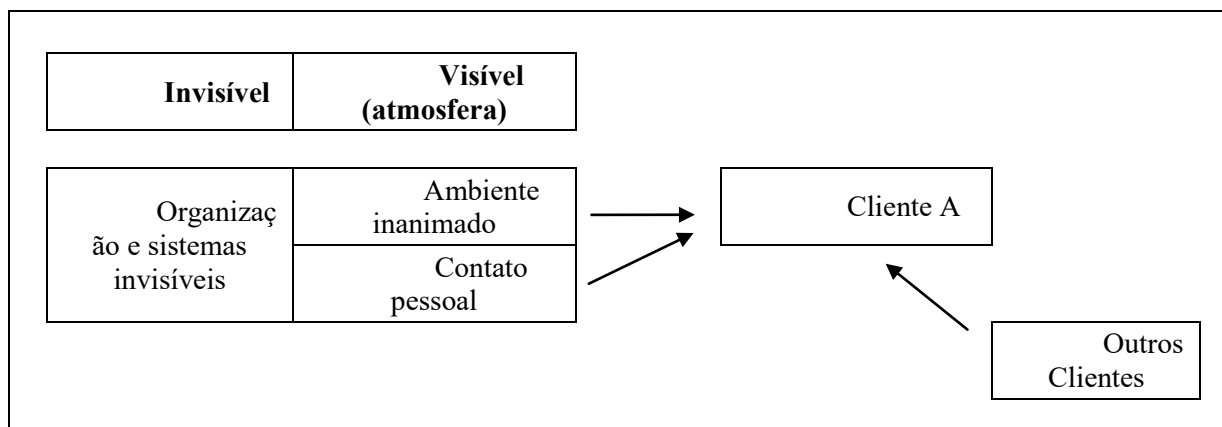 Invisível
Visível
(atmosfera)
Organizaç
ão e sistemas
invisíveis
Ambiente
inanimado
Contato
pessoal
Cliente A
Outros
Clientes